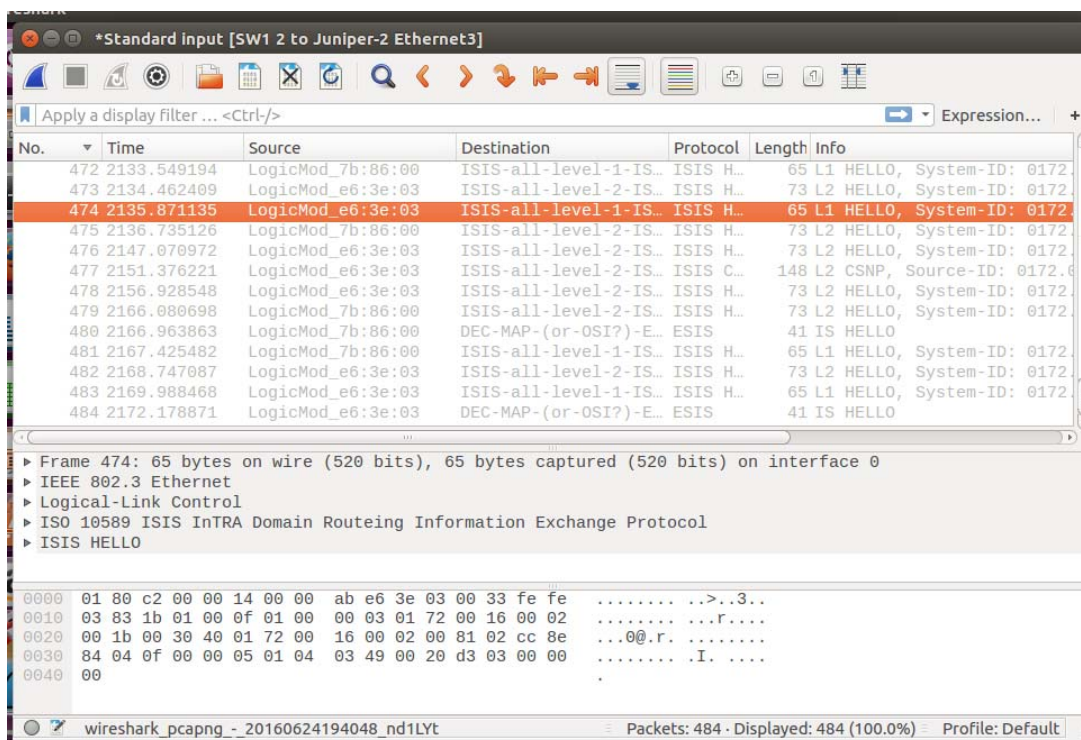 *Standard input [SW1 2 to Juniper-2 Ethernet3]
Apply a display filter ... <Ctrl-/>
Expression... +
No. Time Source Destination Protocol Length Info
472 2133.549194 LogicMod_7b:86:00 ISIS-all-level-1-IS… ISIS H… 65 L1 HELLO, System-ID: 0172.
473 2134.462409 LogicMod_e6:3e:03 ISIS-all-level-2-IS… ISIS H… 73 L2 HELLO, System-ID: 0172.
474 2135.871135 LogicMod_e6:3e:03 ISIS-all-level-1-IS… ISIS H… 65 L1 HELLO, System-ID: 0172.
475 2136.735126 LogicMod_7b:86:00 ISIS-all-level-2-IS… ISIS H… 73 L2 HELLO, System-ID: 0172.
476 2147.070972 LogicMod_e6:3e:03 ISIS-all-level-2-IS… ISIS H… 73 L2 HELLO, System-ID: 0172.
477 2151.376221 LogicMod_e6:3e:03 ISIS-all-level-2-IS… ISIS C… 148 L2 CSNP, Source-ID: 0172.0
478 2156.928548 LogicMod_e6:3e:03 ISIS-all-level-2-IS… ISIS H… 73 L2 HELLO, System-ID: 0172.
479 2166.080698 LogicMod_e6:3e:03 ISIS-all-level-2-IS… ISIS H… 73 L2 HELLO, System-ID: 0172.
480 2166.963863 LogicMod_7b:86:00 DEC-MAP-(or-OSI?)-E… ESIS 41 IS HELLO
481 2167.425482 LogicMod_7b:86:00 ISIS-all-level-1-IS… ISIS H… 65 L1 HELLO, System-ID: 0172.
482 2168.747087 LogicMod_e6:3e:03 ISIS-all-level-2-IS… ISIS H… 73 L2 HELLO, System-ID: 0172.
483 2169.988468 LogicMod_e6:3e:03 ISIS-all-level-1-IS… ISIS H… 65 L1 HELLO, System-ID: 0172.
484 2172.178871 LogicMod_e6:3e:03 DEC-MAP-(or-OSI?)-E… ESIS 41 IS HELLO
Frame 474: 65 bytes on wire (520 bits), 65 bytes captured (520 bits) on interface 0
IEEE 802.3 Ethernet
Logical-Link Control
ISO 10589 ISIS InTRA Domain Routeing Information Exchange Protocol
ISIS HELLO
0000 01 80 c2 00 00 14 00 00 ab e6 3e 03 00 33 fe fe ........ ..>..3..
0010 03 83 1b 01 00 0f 01 00 00 03 01 72 00 16 00 02 ........ ...r....
0020 00 1b 00 30 40 01 72 00 16 00 02 00 81 02 cc 8e ...0@.r. ........
0030 84 04 0f 00 00 05 01 04 03 49 00 20 d3 03 00 00 ........ .I. ....
0040 00 .
wireshark_pcapng_-_20160624194048_nd1LYt Packets: 484 · Displayed: 484 (100.0%) Profile: Default